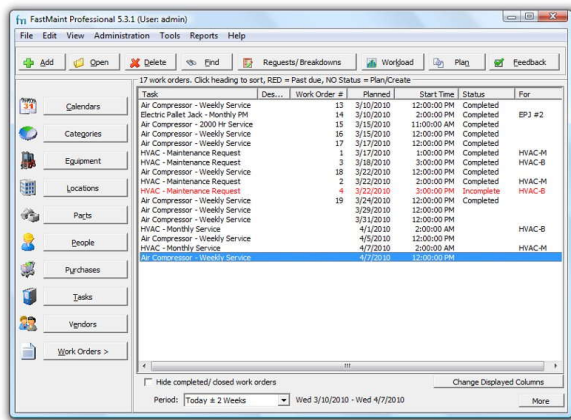 fn FastMaint Professional 5.3.1 (User: admin)
File Edit View Administration Tools Reports Help
Add Open Delete Find Requests/ Breakdowns Workload Plan Feedback
17 work orders. Click heading to sort, RED = Past due, NO Status = Plan/Create
Task Des... Work Order # Planned Start Time Status For
Air Compressor - Weekly Service 13 3/10/2010 12:00:00 PM Completed
Electric Pallet Jack - Monthly PM 14 3/10/2010 2:00:00 PM Completed EPJ #2
Air Compressor - 2000 Hr Service 15 3/15/2010 11:00:00 AM Completed
Air Compressor - Weekly Service 16 3/15/2010 12:00:00 PM Completed
Air Compressor - Weekly Service 17 3/17/2010 12:00:00 PM Completed
HVAC - Maintenance Request 1 3/17/2010 1:00:00 PM Completed HVAC-M
HVAC - Maintenance Request 3 3/18/2010 3:00:00 PM Completed HVAC-B
Air Compressor - Weekly Service 18 3/22/2010 12:00:00 PM Completed
HVAC - Maintenance Request 2 3/22/2010 2:00:00 PM Completed HVAC-M
HVAC - Maintenance Request 4 3/22/2010 3:00:00 PM Incomplete HVAC-B
Air Compressor - Weekly Service 19 3/24/2010 12:00:00 PM Completed
Air Compressor - Weekly Service 3/29/2010 12:00:00 PM
Air Compressor - Weekly Service 3/31/2010 12:00:00 PM
HVAC - Monthly Service 4/1/2010 2:00:00 AM HVAC-B
Air Compressor - Weekly Service 4/5/2010 12:00:00 PM
HVAC - Monthly Service 4/7/2010 2:00:00 AM HVAC-M
Air Compressor - Weekly Service 4/7/2010 12:00:00 PM
31 Calendars
Categories
Equipment
Locations
Parts
People
Purchases
Tasks
Vendors
Work Orders >
Hide completed/ closed work orders Change Displayed Columns
Period: Today ± 2 Weeks Wed 3/10/2010 - Wed 4/7/2010 More